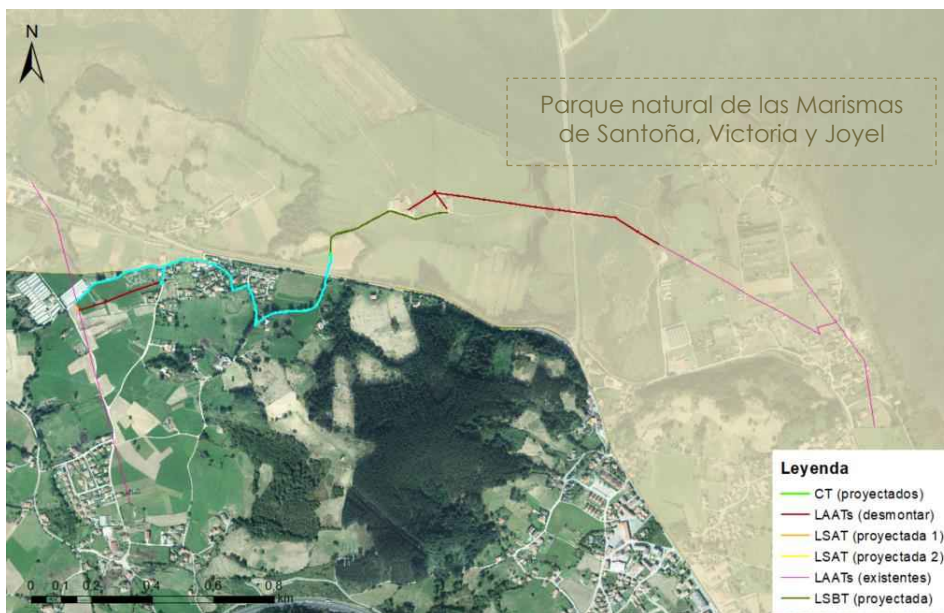 N
Parque natural de las Marismas
de Santoña, Victoria y Joyel
Leyenda
CT (proyectados)
LAATs (desmontar)
LSAT (proyectada 1)
LSAT (proyectada 2)
LAATs (existentes)
LSBT (proyectada)
0 0,1 0,2 0,4 0,6 0,8
km